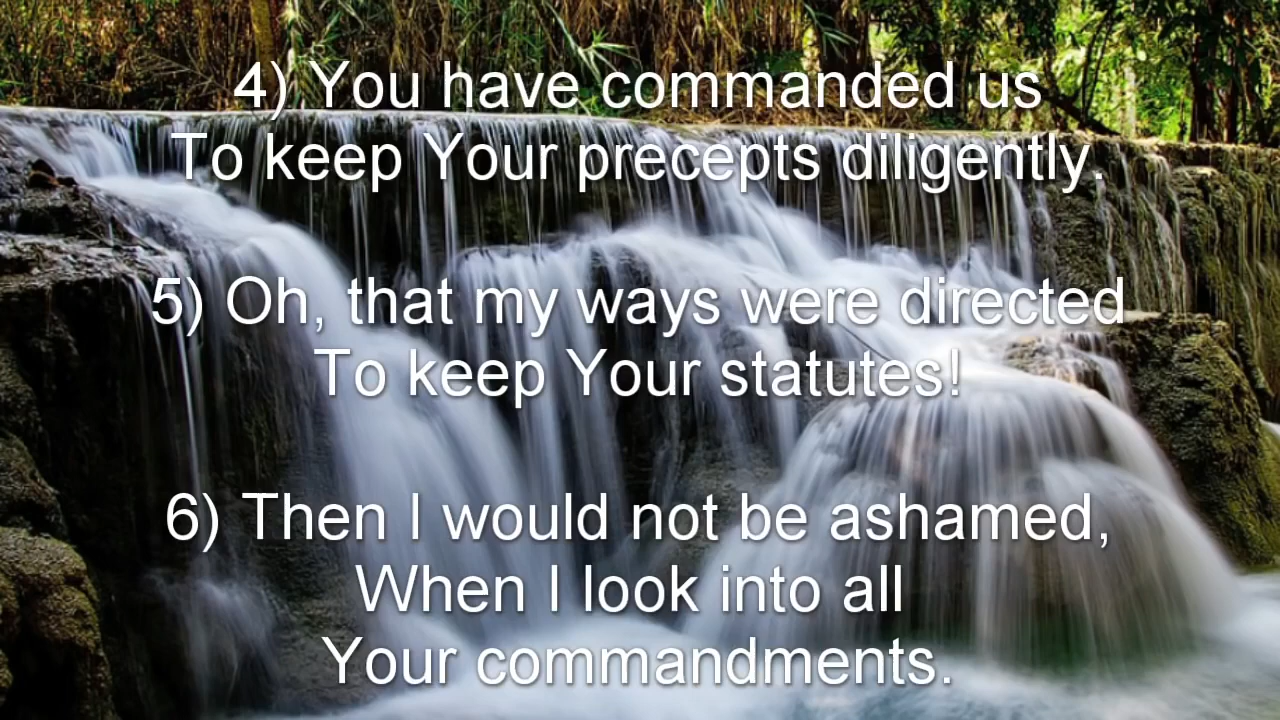 4) You have commanded us
To keep Your precepts diligently.
5) Oh, that my ways were directed
To keep Your statutes!
6) Then I would not be ashamed,
When I look into all
Your commandments.